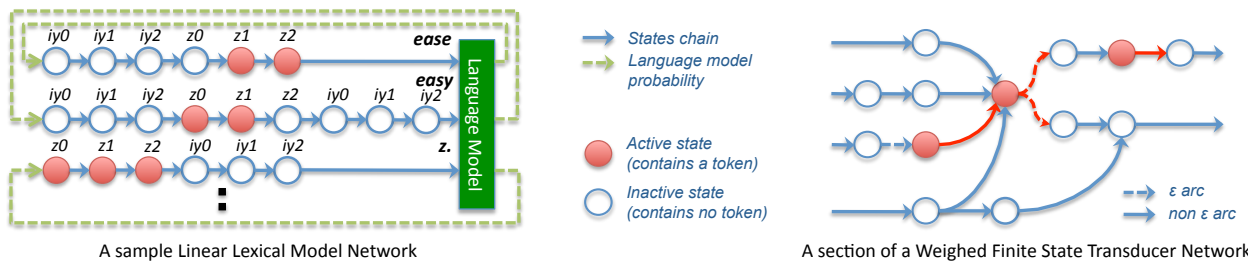 iy0 iy1 iy2 z0 z1 z2 ease
iy0 iy1 iy2 z0 z1 z2 iy0 iy1 iy2 easy
z0 z1 z2 iy0 iy1 iy2 z.
Language Model
A sample Linear Lexical Model Network
States chain
Language model
probability
Active state
(contains a token)
Inactive state
(contains no token)
ε arc
non ε arc
A section of a Weighed Finite State Transducer Network